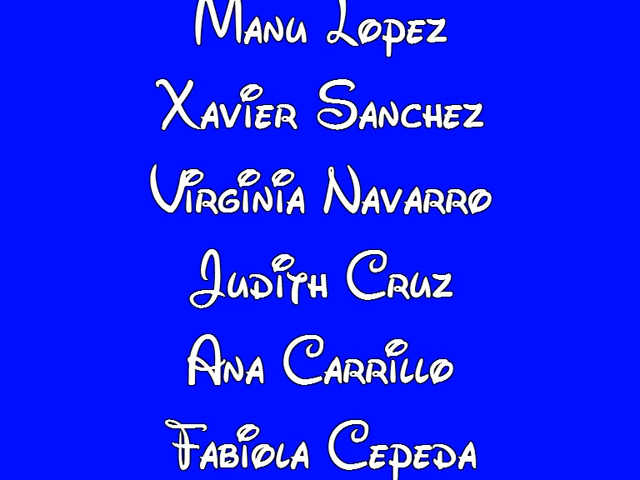 Manu Lopez
Xavier Sanchez
Virginia Navarro
Judith Cruz
Ana Carrillo
Fabiola Cepeda